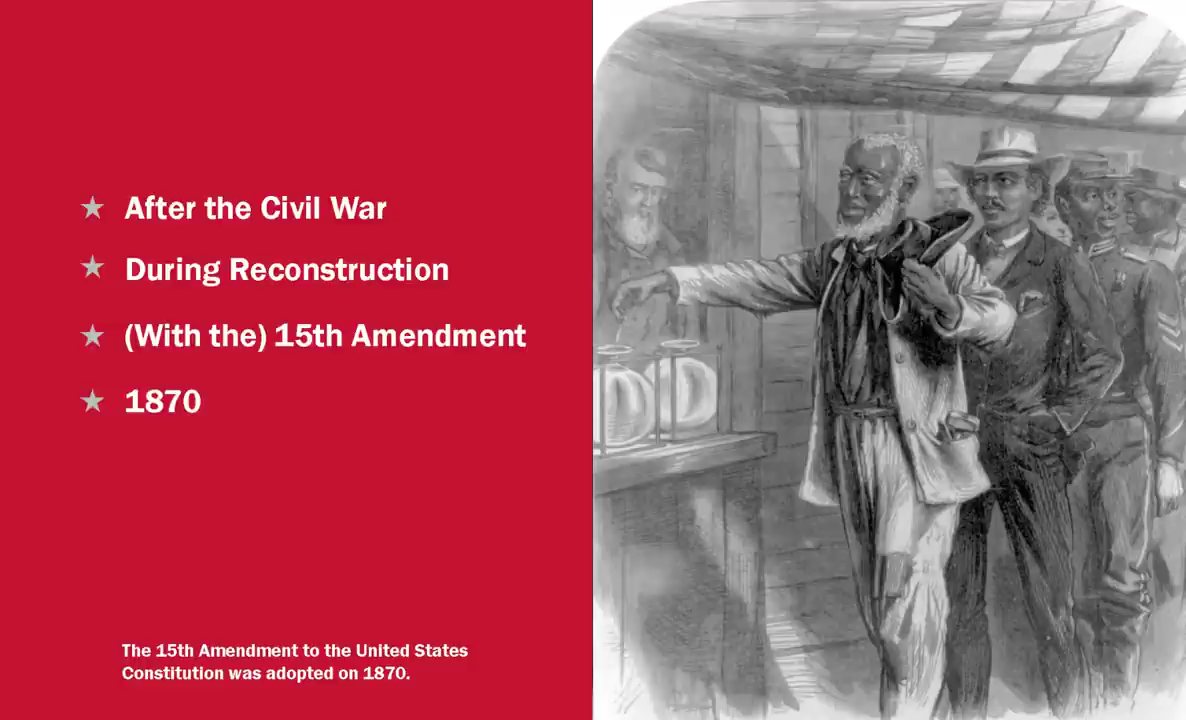 After the Civil War
During Reconstruction
(With the) 15th Amendment
1870
The 15th Amendment to the United States
Constitution was adopted on 1870.